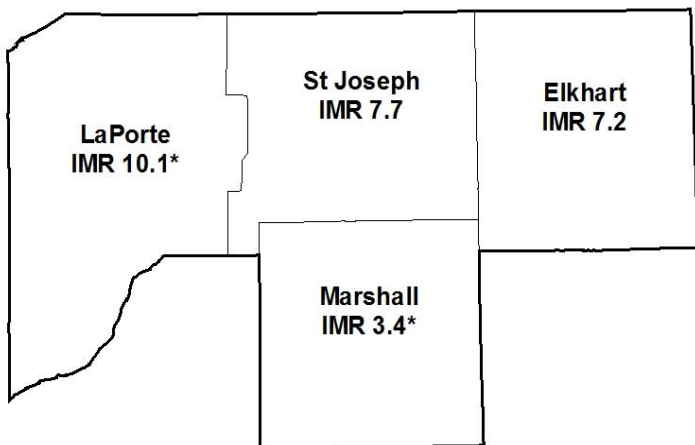 St Joseph
IMR 7.7
Elkhart
IMR 7.2
LaPorte
IMR 10.1*
Marshall
IMR 3.4*